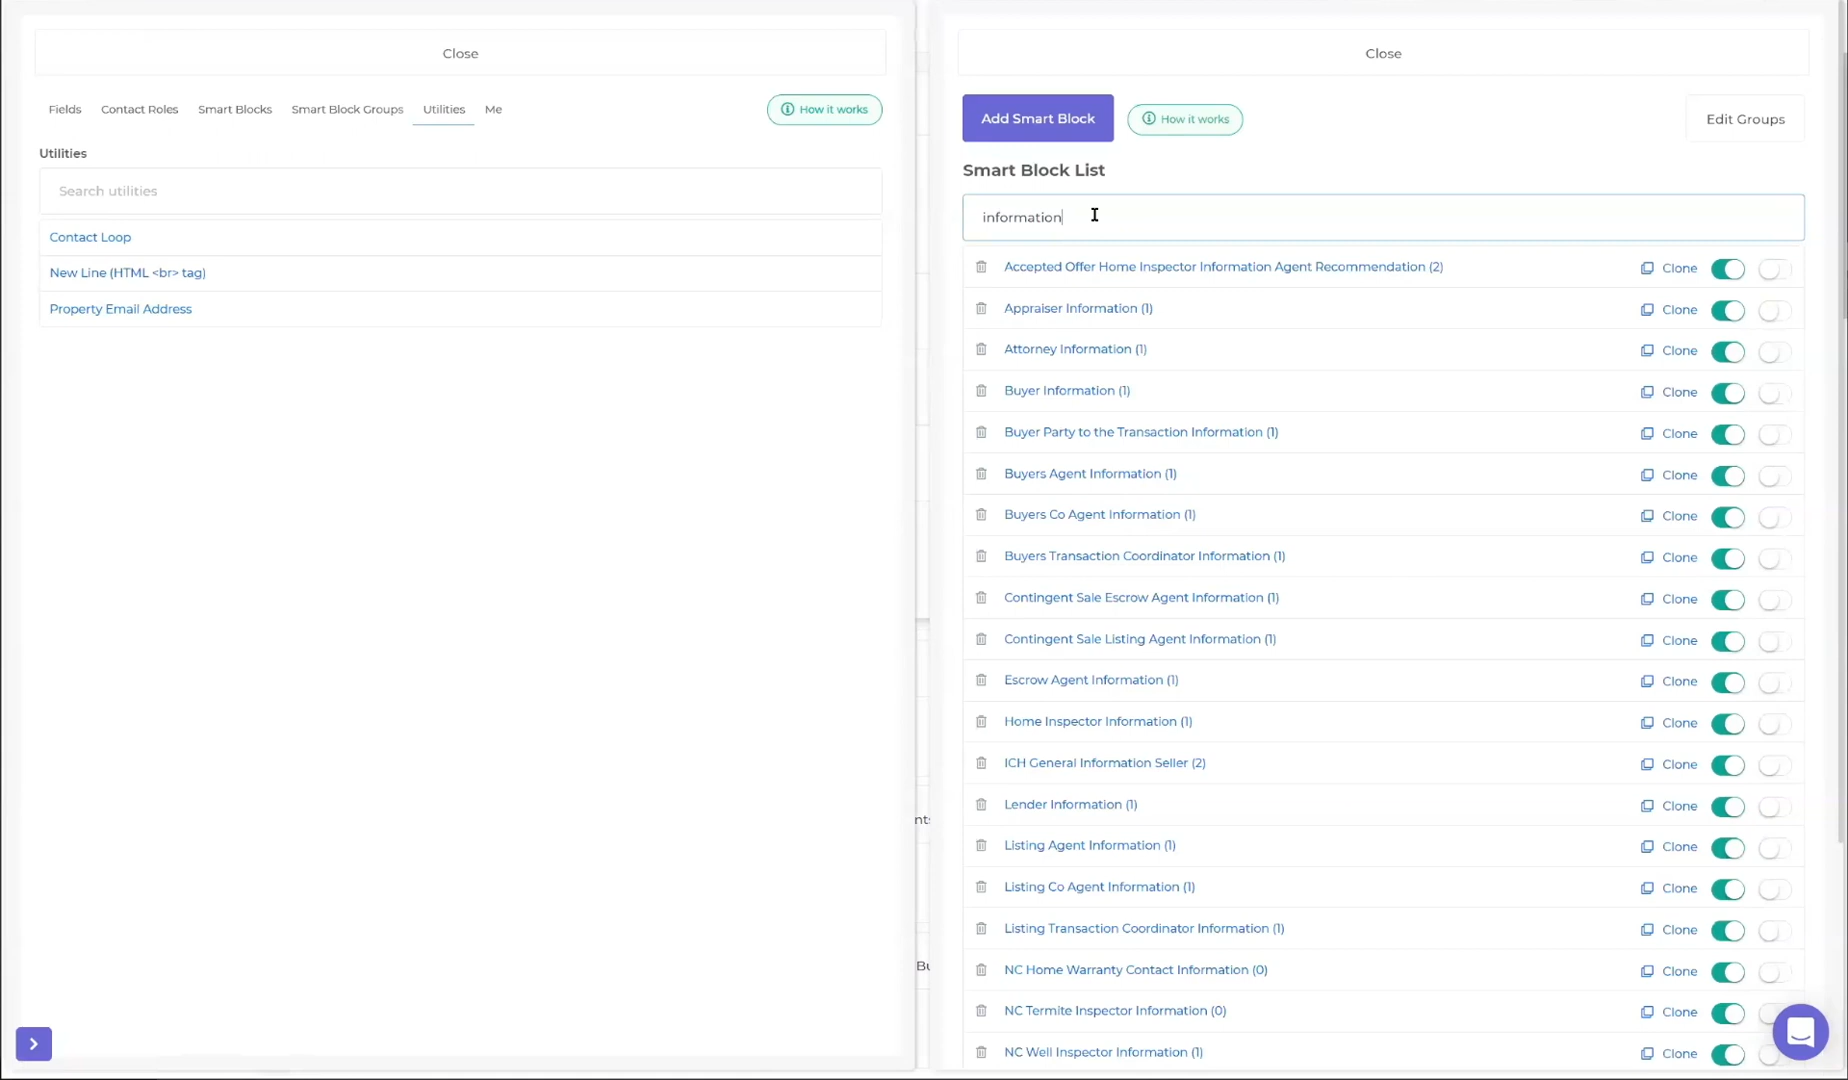 Close
Fields Contact Roles Smart Blocks Smart Block Groups Utilities Me How it works
Utilities
Search utilities
Contact Loop
New Line (HTML <br> tag)
Property Email Address
Close
Add Smart Block How it works Edit Groups
Smart Block List
information
Accepted Offer Home Inspector Information Agent Recommendation (2) Clone
Appraiser Information (1) Clone
Attorney Information (1) Clone
Buyer Information (1) Clone
Buyer Party to the Transaction Information (1) Clone
Buyers Agent Information (1) Clone
Buyers Co Agent Information (1) Clone
Buyers Transaction Coordinator Information (1) Clone
Contingent Sale Escrow Agent Information (1) Clone
Contingent Sale Listing Agent Information (1) Clone
Escrow Agent Information (1) Clone
Home Inspector Information (1) Clone
ICH General Information Seller (2) Clone
Lender Information (1) Clone
Listing Agent Information (1) Clone
Listing Co Agent Information (1) Clone
Listing Transaction Coordinator Information (1) Clone
NC Home Warranty Contact Information (0) Clone
NC Termite Inspector Information (0) Clone
NC Well Inspector Information (1) Clone